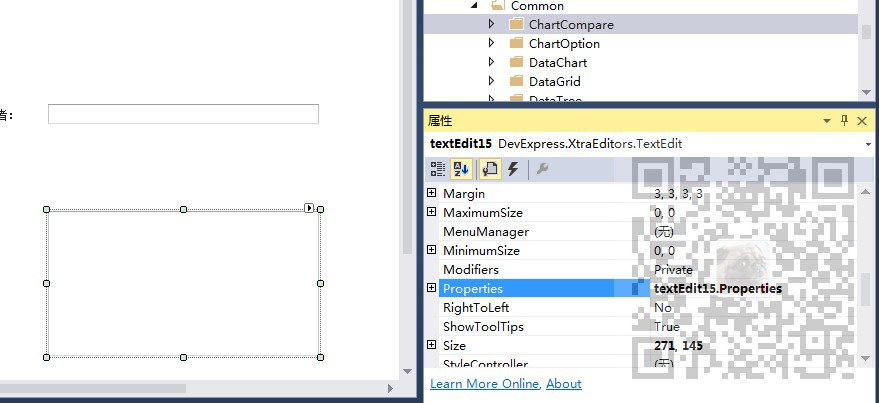 Common
ChartCompare
ChartOption
DataChart
DataGrid
DataTree
者:
属性
textEdit15 DevExpress.XtraEditors.TextEdit
Margin 3, 3, 3, 3
MaximumSize 0, 0
MenuManager (无)
MinimumSize 0, 0
Modifiers Private
Properties textEdit15.Properties
RightToLeft No
ShowToolTips True
Size 271, 145
StyleController (无)
Learn More Online, About